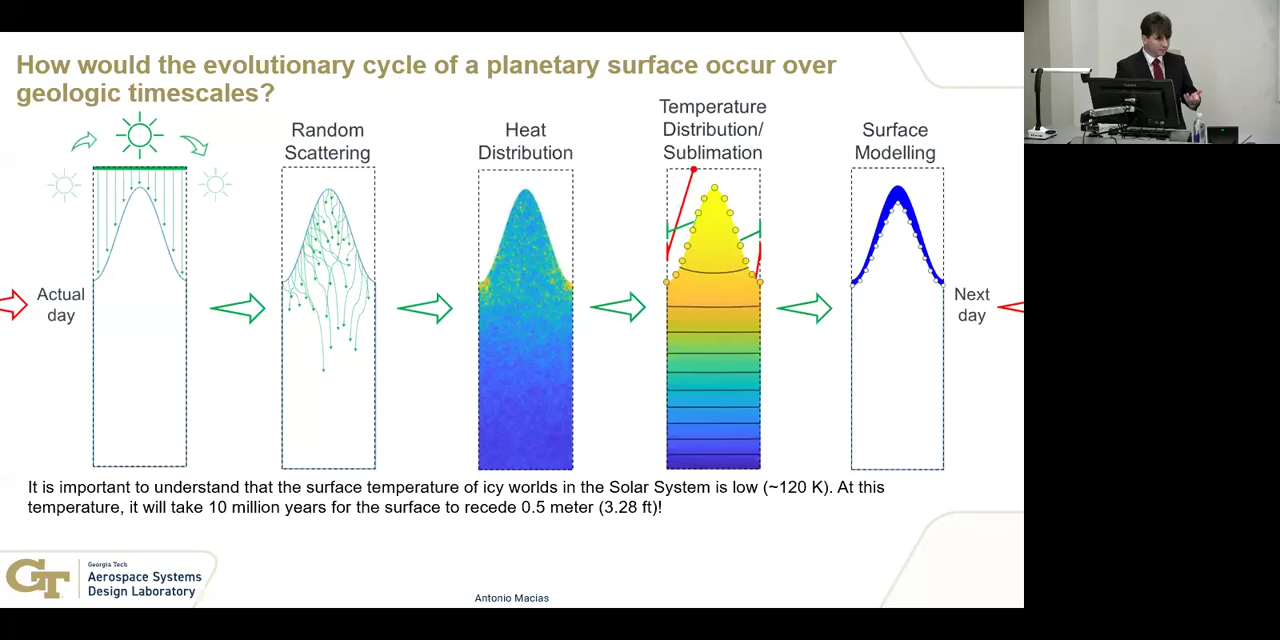 How would the evolutionary cycle of a planetary surface occur over
geologic timescales?
Random
Scattering
Heat
Distribution
Temperature
Distribution/
Sublimation
Surface
Modelling
Actual
day
Next
day
It is important to understand that the surface temperature of icy worlds in the Solar System is low (~120 K). At this
temperature, it will take 10 million years for the surface to recede 0.5 meter (3.28 ft)!
GT
Georgia Tech
Aerospace Systems
Design Laboratory
Antonio Macias